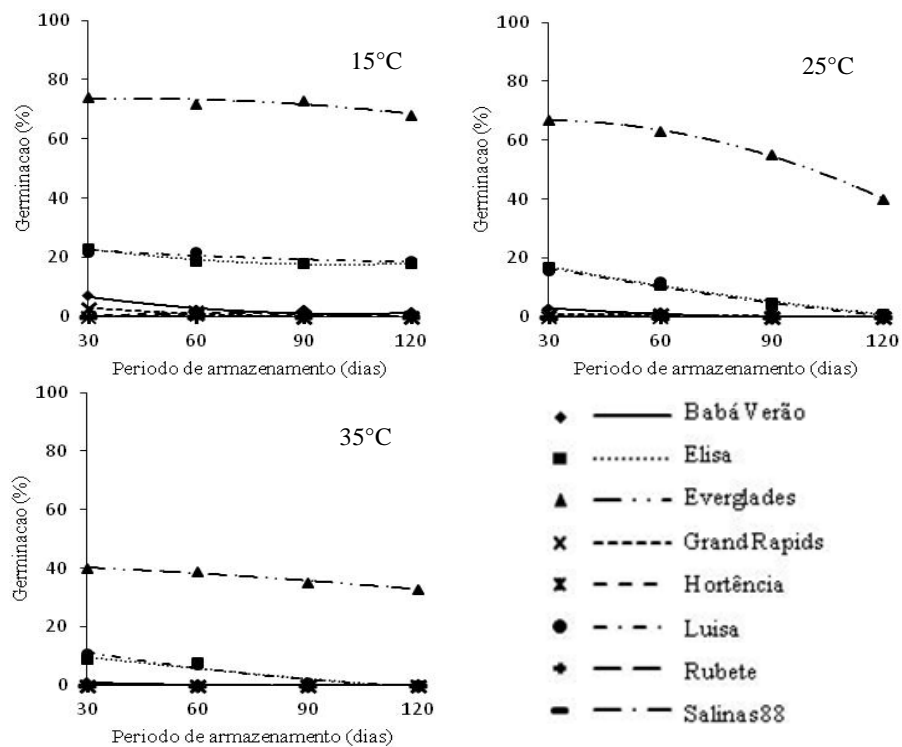 100
15°C
80
60
Germinacao (%)
40
20
0
30 60 90 120
Periodo de armazenamento (dias)
100
25°C
80
60
Germinacao (%)
40
20
0
30 60 90 120
Periodo de armazenamento (dias)
100
35°C
80
60
Germinacao (%)
40
20
0
30 60 90 120
Periodo de armazenamento (dias)
Babá Verão
Elisa
Everglades
Grand Rapids
Hortência
Luisa
Rubete
Salinas88